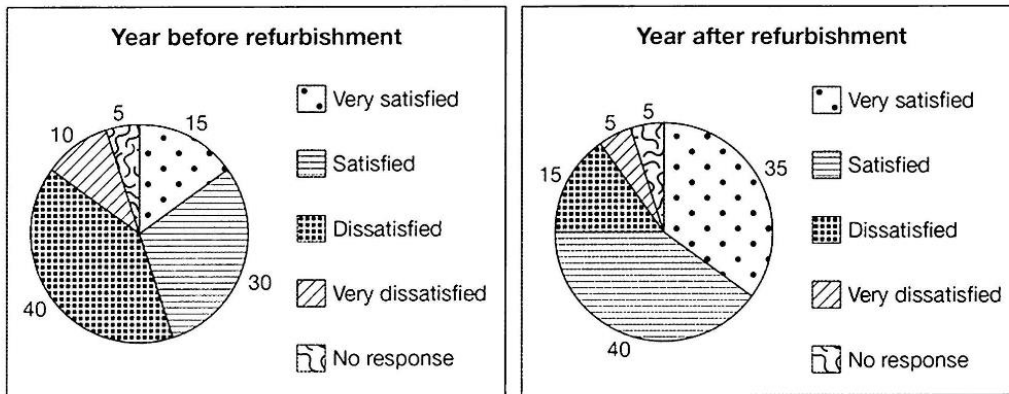 Year before refurbishment
5
15
10
30
40
Very satisfied
Satisfied
Dissatisfied
Very dissatisfied
No response
Year after refurbishment
5
5
15
35
40
Very satisfied
Satisfied
Dissatisfied
Very dissatisfied
No response